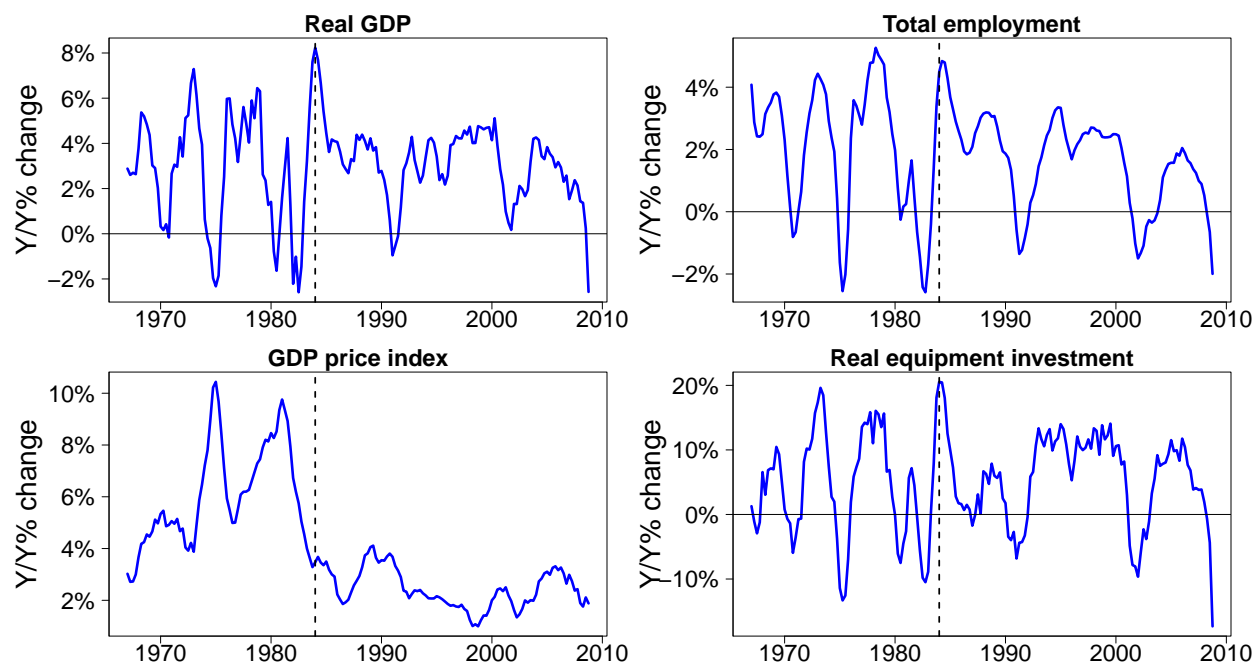 Real GDP
Y/Y% change
8%
6%
4%
2%
0%
−2%
1970 1980 1990 2000 2010
Total employment
Y/Y% change
4%
2%
0%
−2%
1970 1980 1990 2000 2010
GDP price index
Y/Y% change
10%
8%
6%
4%
2%
1970 1980 1990 2000 2010
Real equipment investment
Y/Y% change
20%
10%
0%
−10%
1970 1980 1990 2000 2010